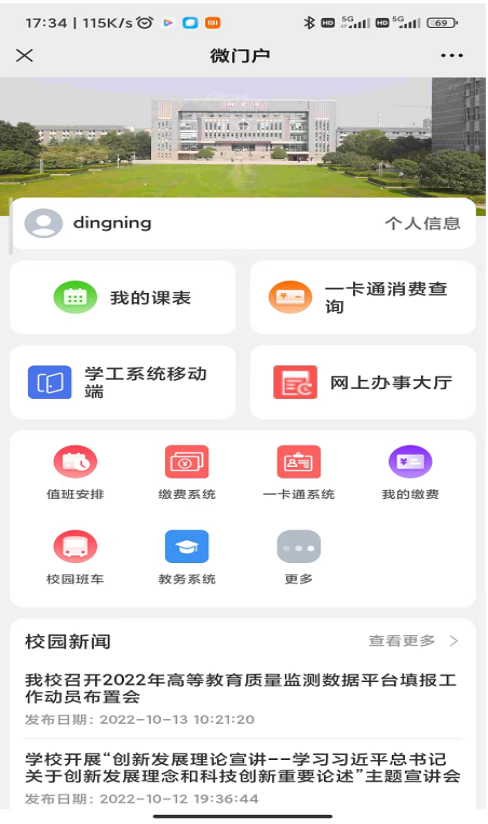 17:34 | 115K/s
HD 5G HD 5G 69
微门户
dingning
个人信息
我的课表
一卡通消费查
询
学工系统移动
端
网上办事大厅
值班安排
缴费系统
一卡通系统
我的缴费
校园班车
教务系统
更多
校园新闻
查看更多
我校召开2022年高等教育质量监测数据平台填报工
作动员布置会
发布日期: 2022-10-13 10:21:20
学校开展“创新发展理论宣讲--学习习近平总书记
关于创新发展理念和科技创新重要论述”主题宣讲会
发布日期: 2022-10-12 19:36:44